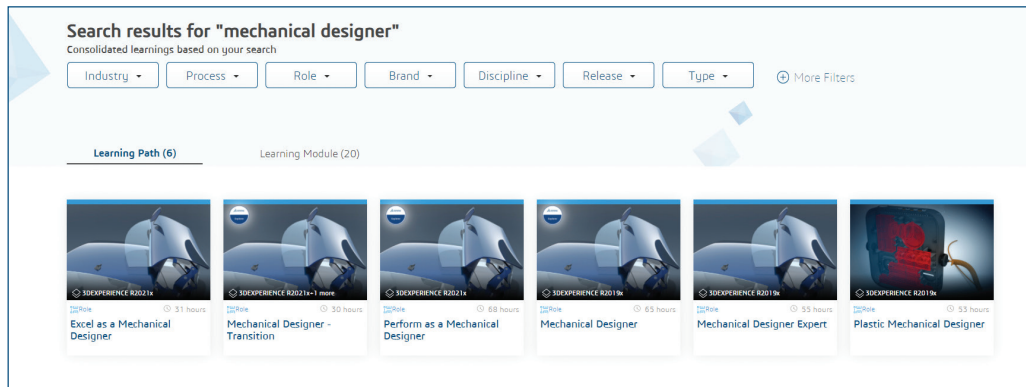 Search results for "mechanical designer"
Consolidated learnings based on your search
Industry
Process
Role
Brand
Discipline
Release
Type
More Filters
Learning Path (6)
Learning Module (20)
3DEXPERIENCE R2021x
Role
31 hours
Excel as a Mechanical
Designer
3DEXPERIENCE R2021x+1 more
Role
30 hours
Mechanical Designer -
Transition
3DEXPERIENCE R2021x
Role
68 hours
Perform as a Mechanical
Designer
3DEXPERIENCE R2019x
Role
65 hours
Mechanical Designer
3DEXPERIENCE R2019x
Role
55 hours
Mechanical Designer Expert
3DEXPERIENCE R2019x
Role
53 hours
Plastic Mechanical Designer